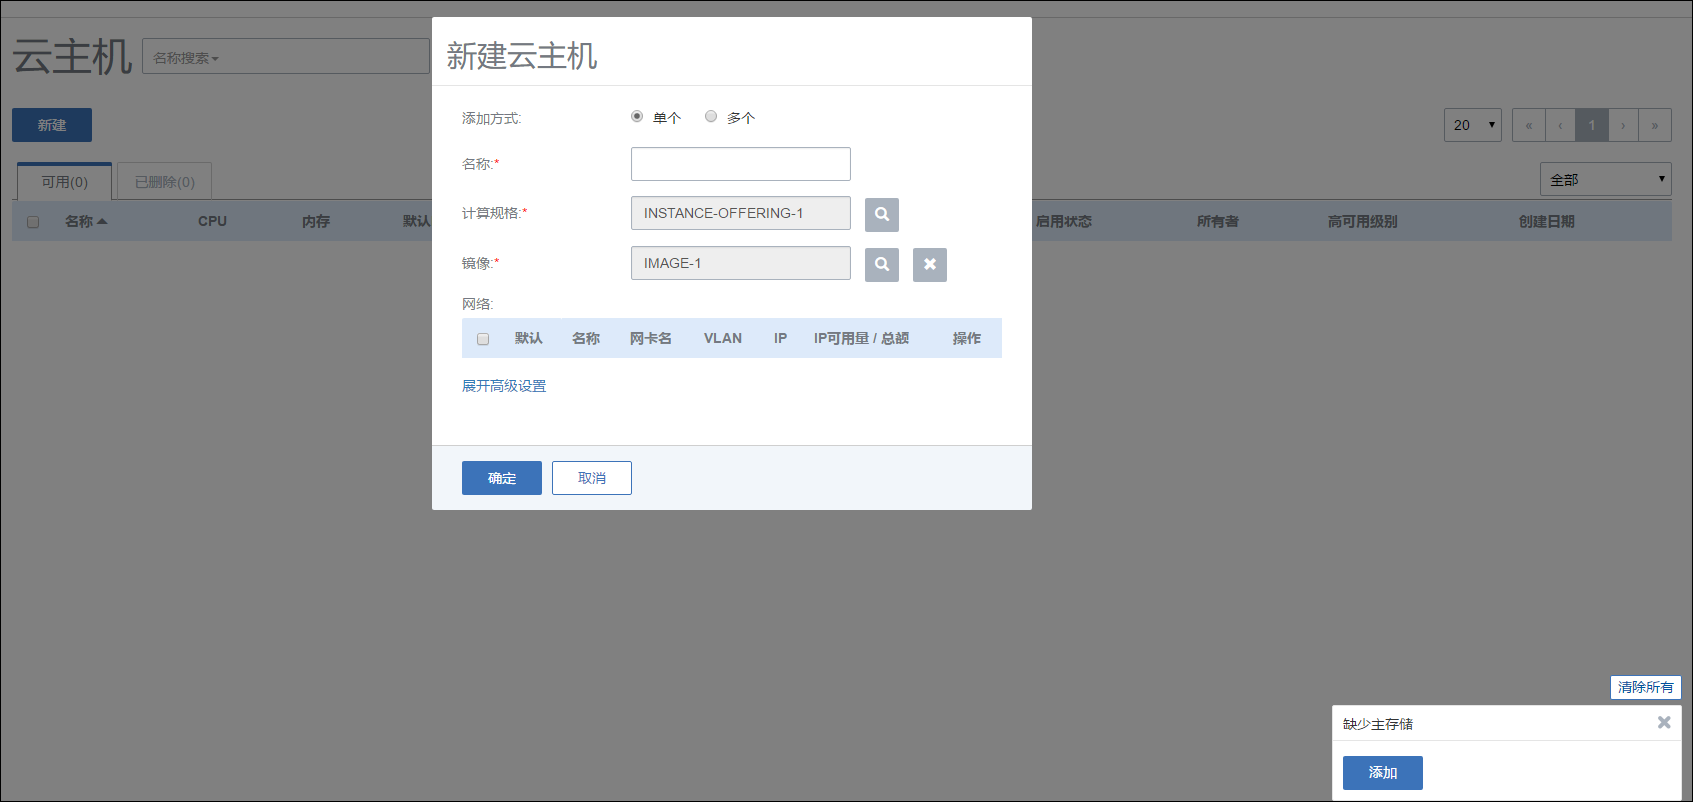 云主机
名称搜索
新建
20
« ‹ 1 › »
可用(0) 已删除(0)
全部
名称 CPU 内存 默认
启用状态 所有者 高可用级别 创建日期
新建云主机
添加方式: 单个 多个
名称:*
计算规格:* INSTANCE-OFFERING-1
镜像:* IMAGE-1
网络:
默认 名称 网卡名 VLAN IP IP可用量 / 总额 操作
展开高级设置
确定 取消
清除所有
缺少主存储
添加